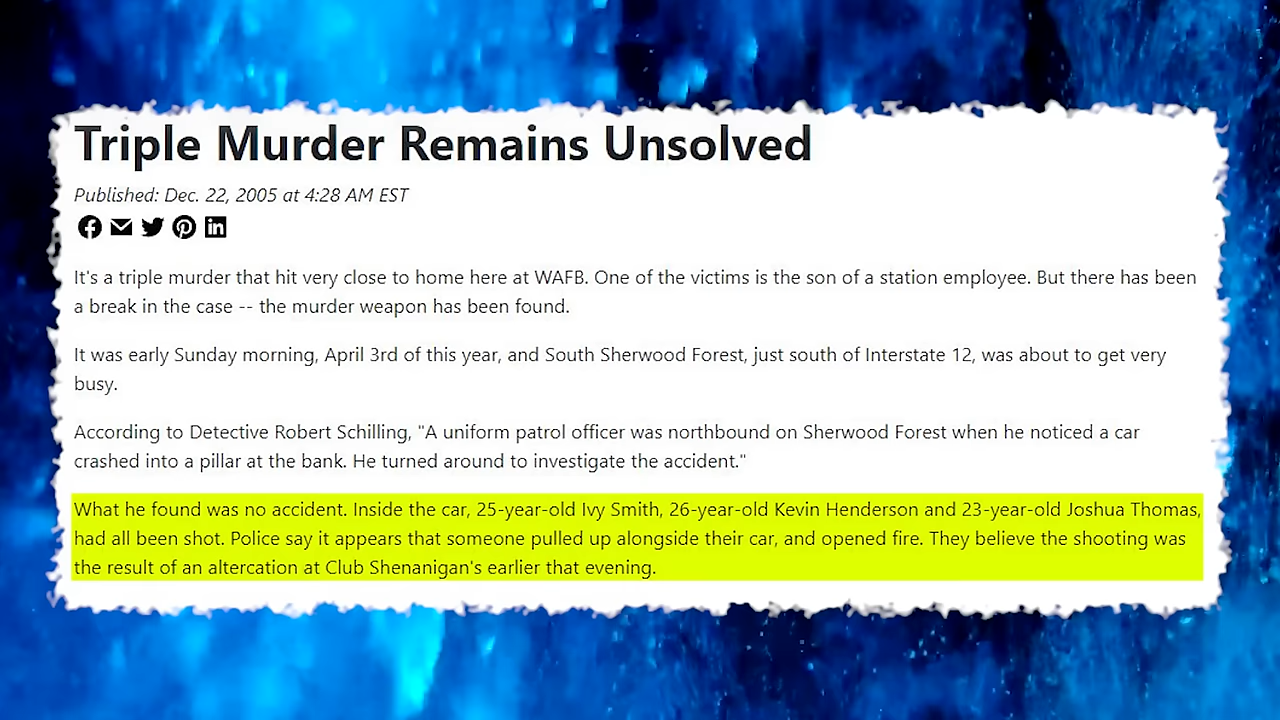 Triple Murder Remains Unsolved
Published: Dec. 22, 2005 at 4:28 AM EST
It's a triple murder that hit very close to home here at WAFB. One of the victims is the son of a station employee. But there has been
a break in the case -- the murder weapon has been found.
It was early Sunday morning, April 3rd of this year, and South Sherwood Forest, just south of Interstate 12, was about to get very
busy.
According to Detective Robert Schilling, "A uniform patrol officer was northbound on Sherwood Forest when he noticed a car
crashed into a pillar at the bank. He turned around to investigate the accident."
What he found was no accident. Inside the car, 25-year-old Ivy Smith, 26-year-old Kevin Henderson and 23-year-old Joshua Thomas,
had all been shot. Police say it appears that someone pulled up alongside their car, and opened fire. They believe the shooting was
the result of an altercation at Club Shenanigan's earlier that evening.